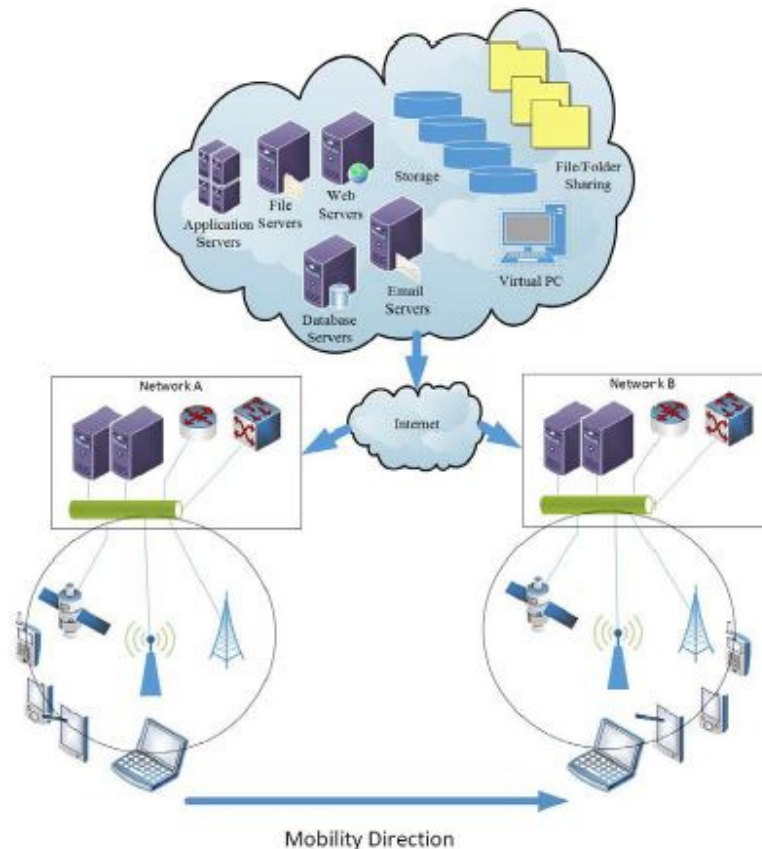 Application
Servers
File
Servers
Web
Servers
Storage
File/Folder
Sharing
Database
Servers
Email
Servers
Virtual PC
Network A
Internet
Network B
Mobility Direction